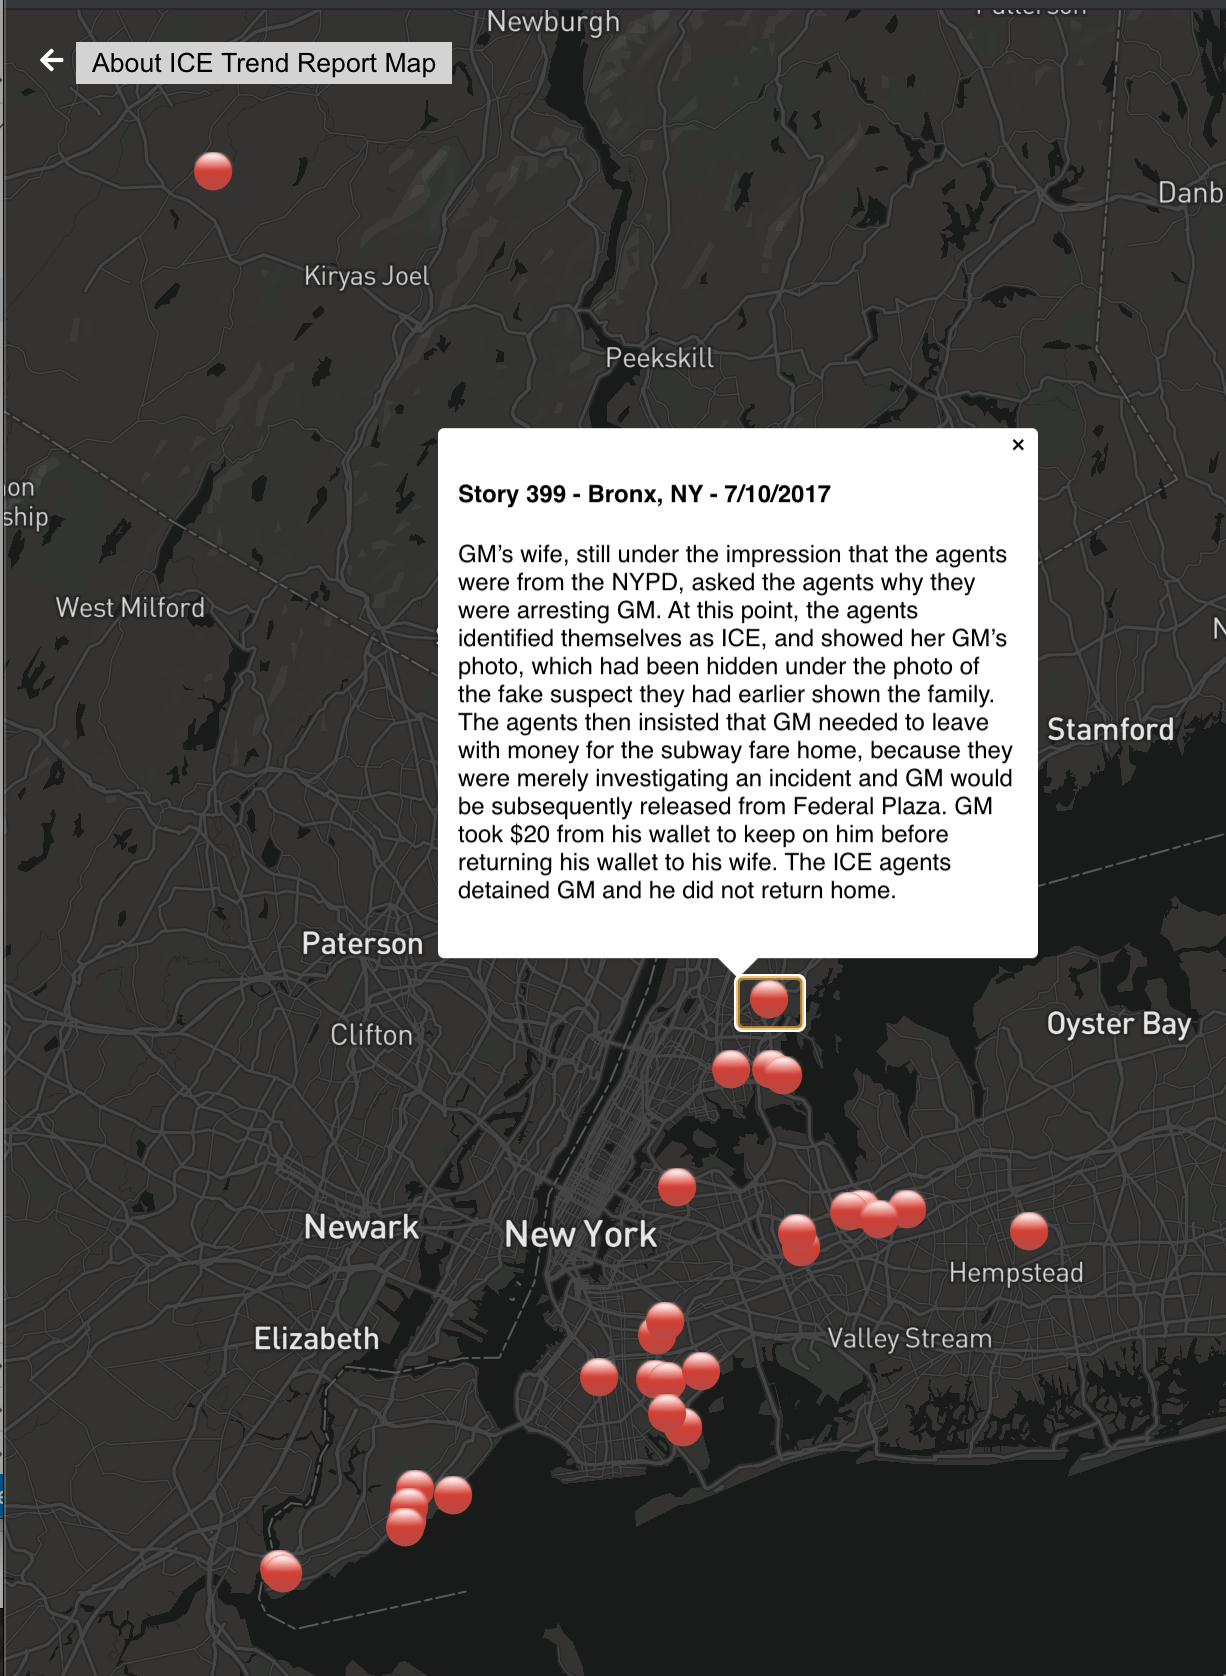 Newburgh
About ICE Trend Report Map
Kiryas Joel
Peekskill
×
Story 399 - Bronx, NY - 7/10/2017
GM’s wife, still under the impression that the agents
were from the NYPD, asked the agents why they
were arresting GM. At this point, the agents
identified themselves as ICE, and showed her GM’s
photo, which had been hidden under the photo of
the fake suspect they had earlier shown the family.
The agents then insisted that GM needed to leave
with money for the subway fare home, because they
were merely investigating an incident and GM would
be subsequently released from Federal Plaza. GM
took $20 from his wallet to keep on him before
returning his wallet to his wife. The ICE agents
detained GM and he did not return home.
West Milford
Stamford
Paterson
Clifton
Oyster Bay
Newark
New York
Hempstead
Elizabeth
Valley Stream